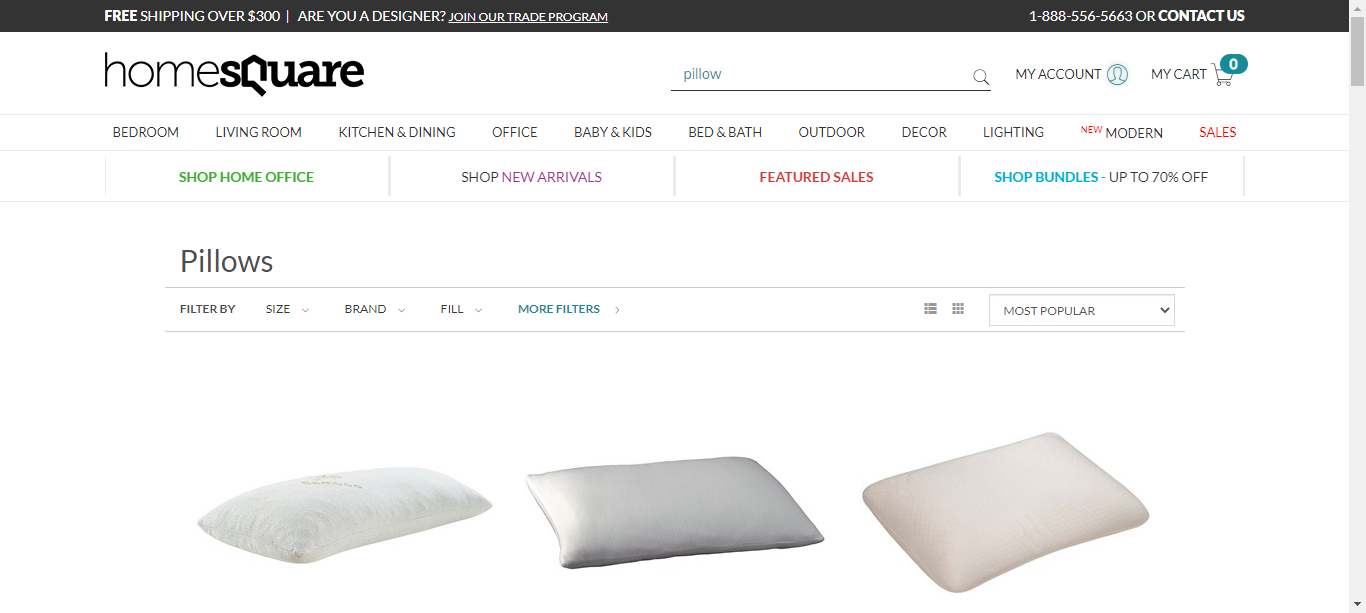 FREE SHIPPING OVER $300 | ARE YOU A DESIGNER? JOIN OUR TRADE PROGRAM
1-888-556-5663 OR CONTACT US
homesquare
pillow
MY ACCOUNT
MY CART
0
BEDROOM
LIVING ROOM
KITCHEN & DINING
OFFICE
BABY & KIDS
BED & BATH
OUTDOOR
DECOR
LIGHTING
NEW MODERN
SALES
SHOP HOME OFFICE
SHOP NEW ARRIVALS
FEATURED SALES
SHOP BUNDLES - UP TO 70% OFF
Pillows
FILTER BY
SIZE
BRAND
FILL
MORE FILTERS
MOST POPULAR